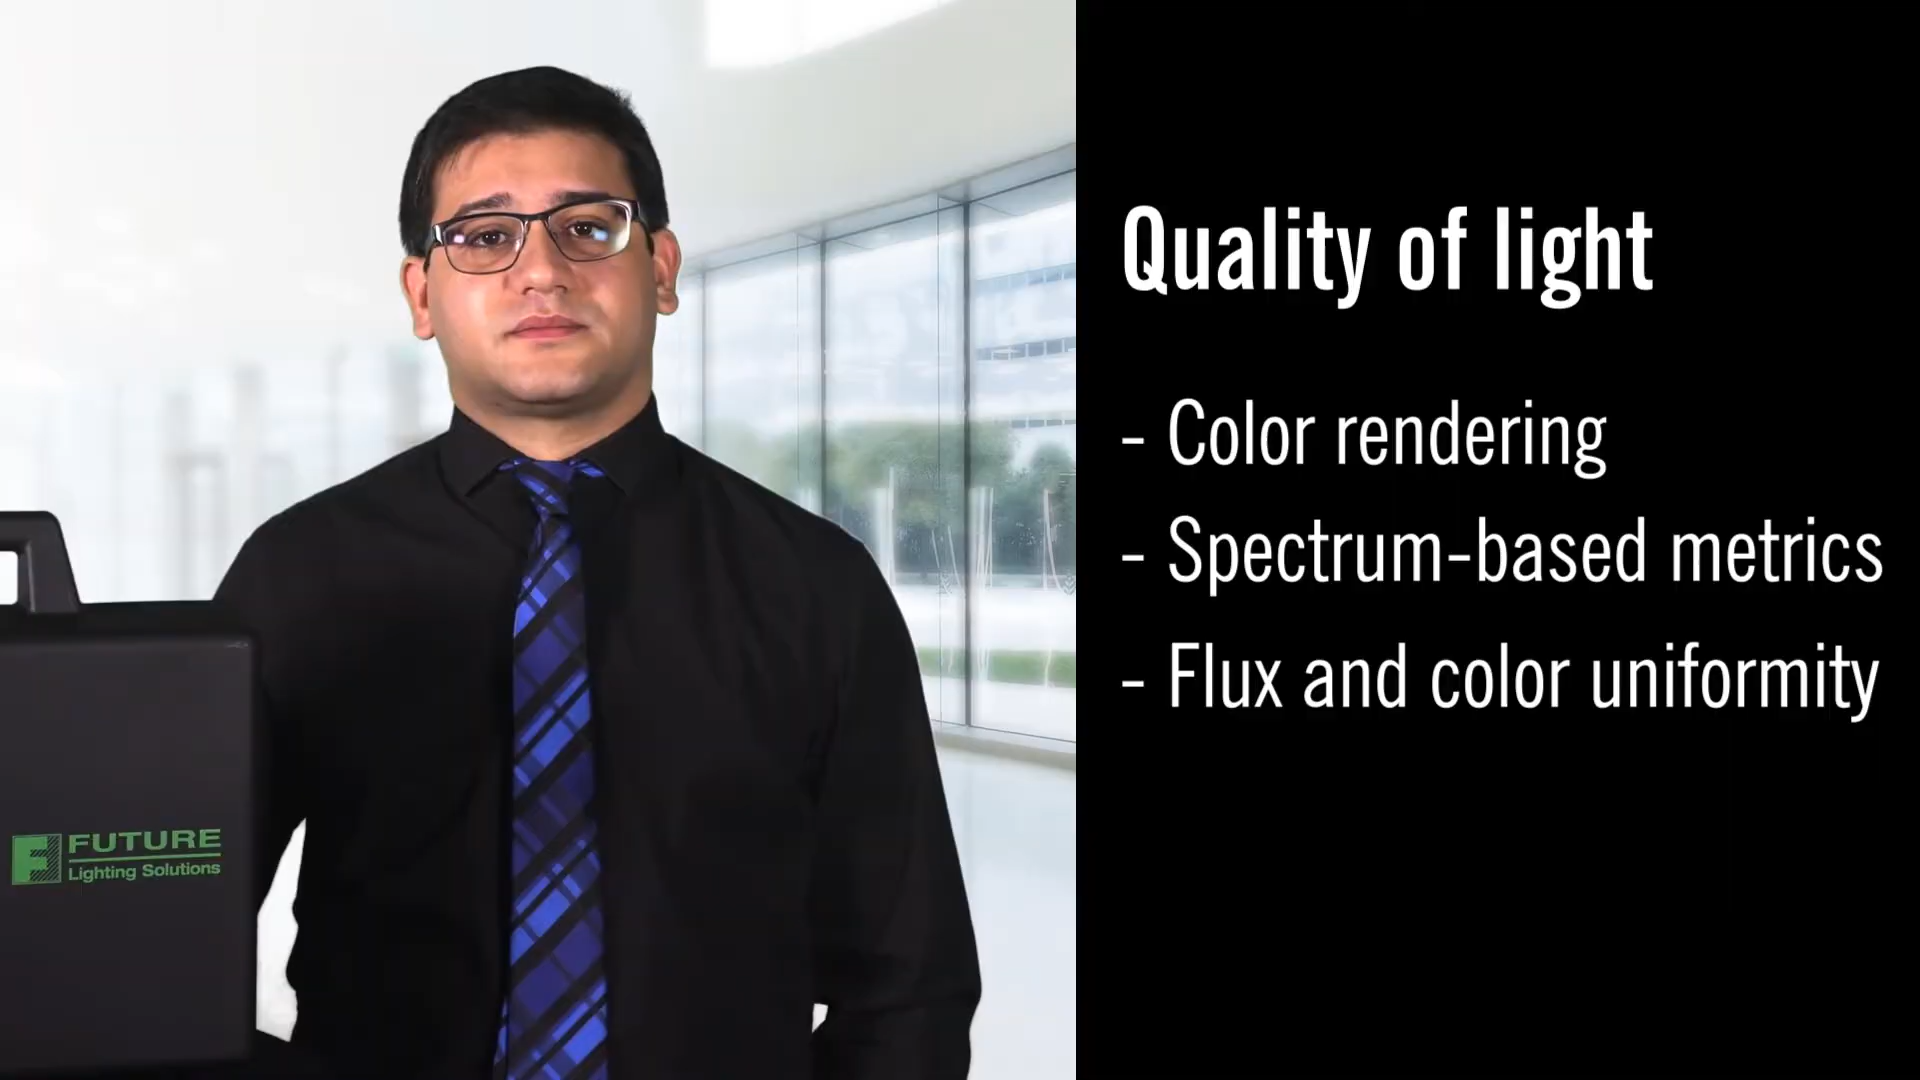 Quality of light
- Color rendering
- Spectrum-based metrics
- Flux and color uniformity
FUTURE
Lighting Solutions